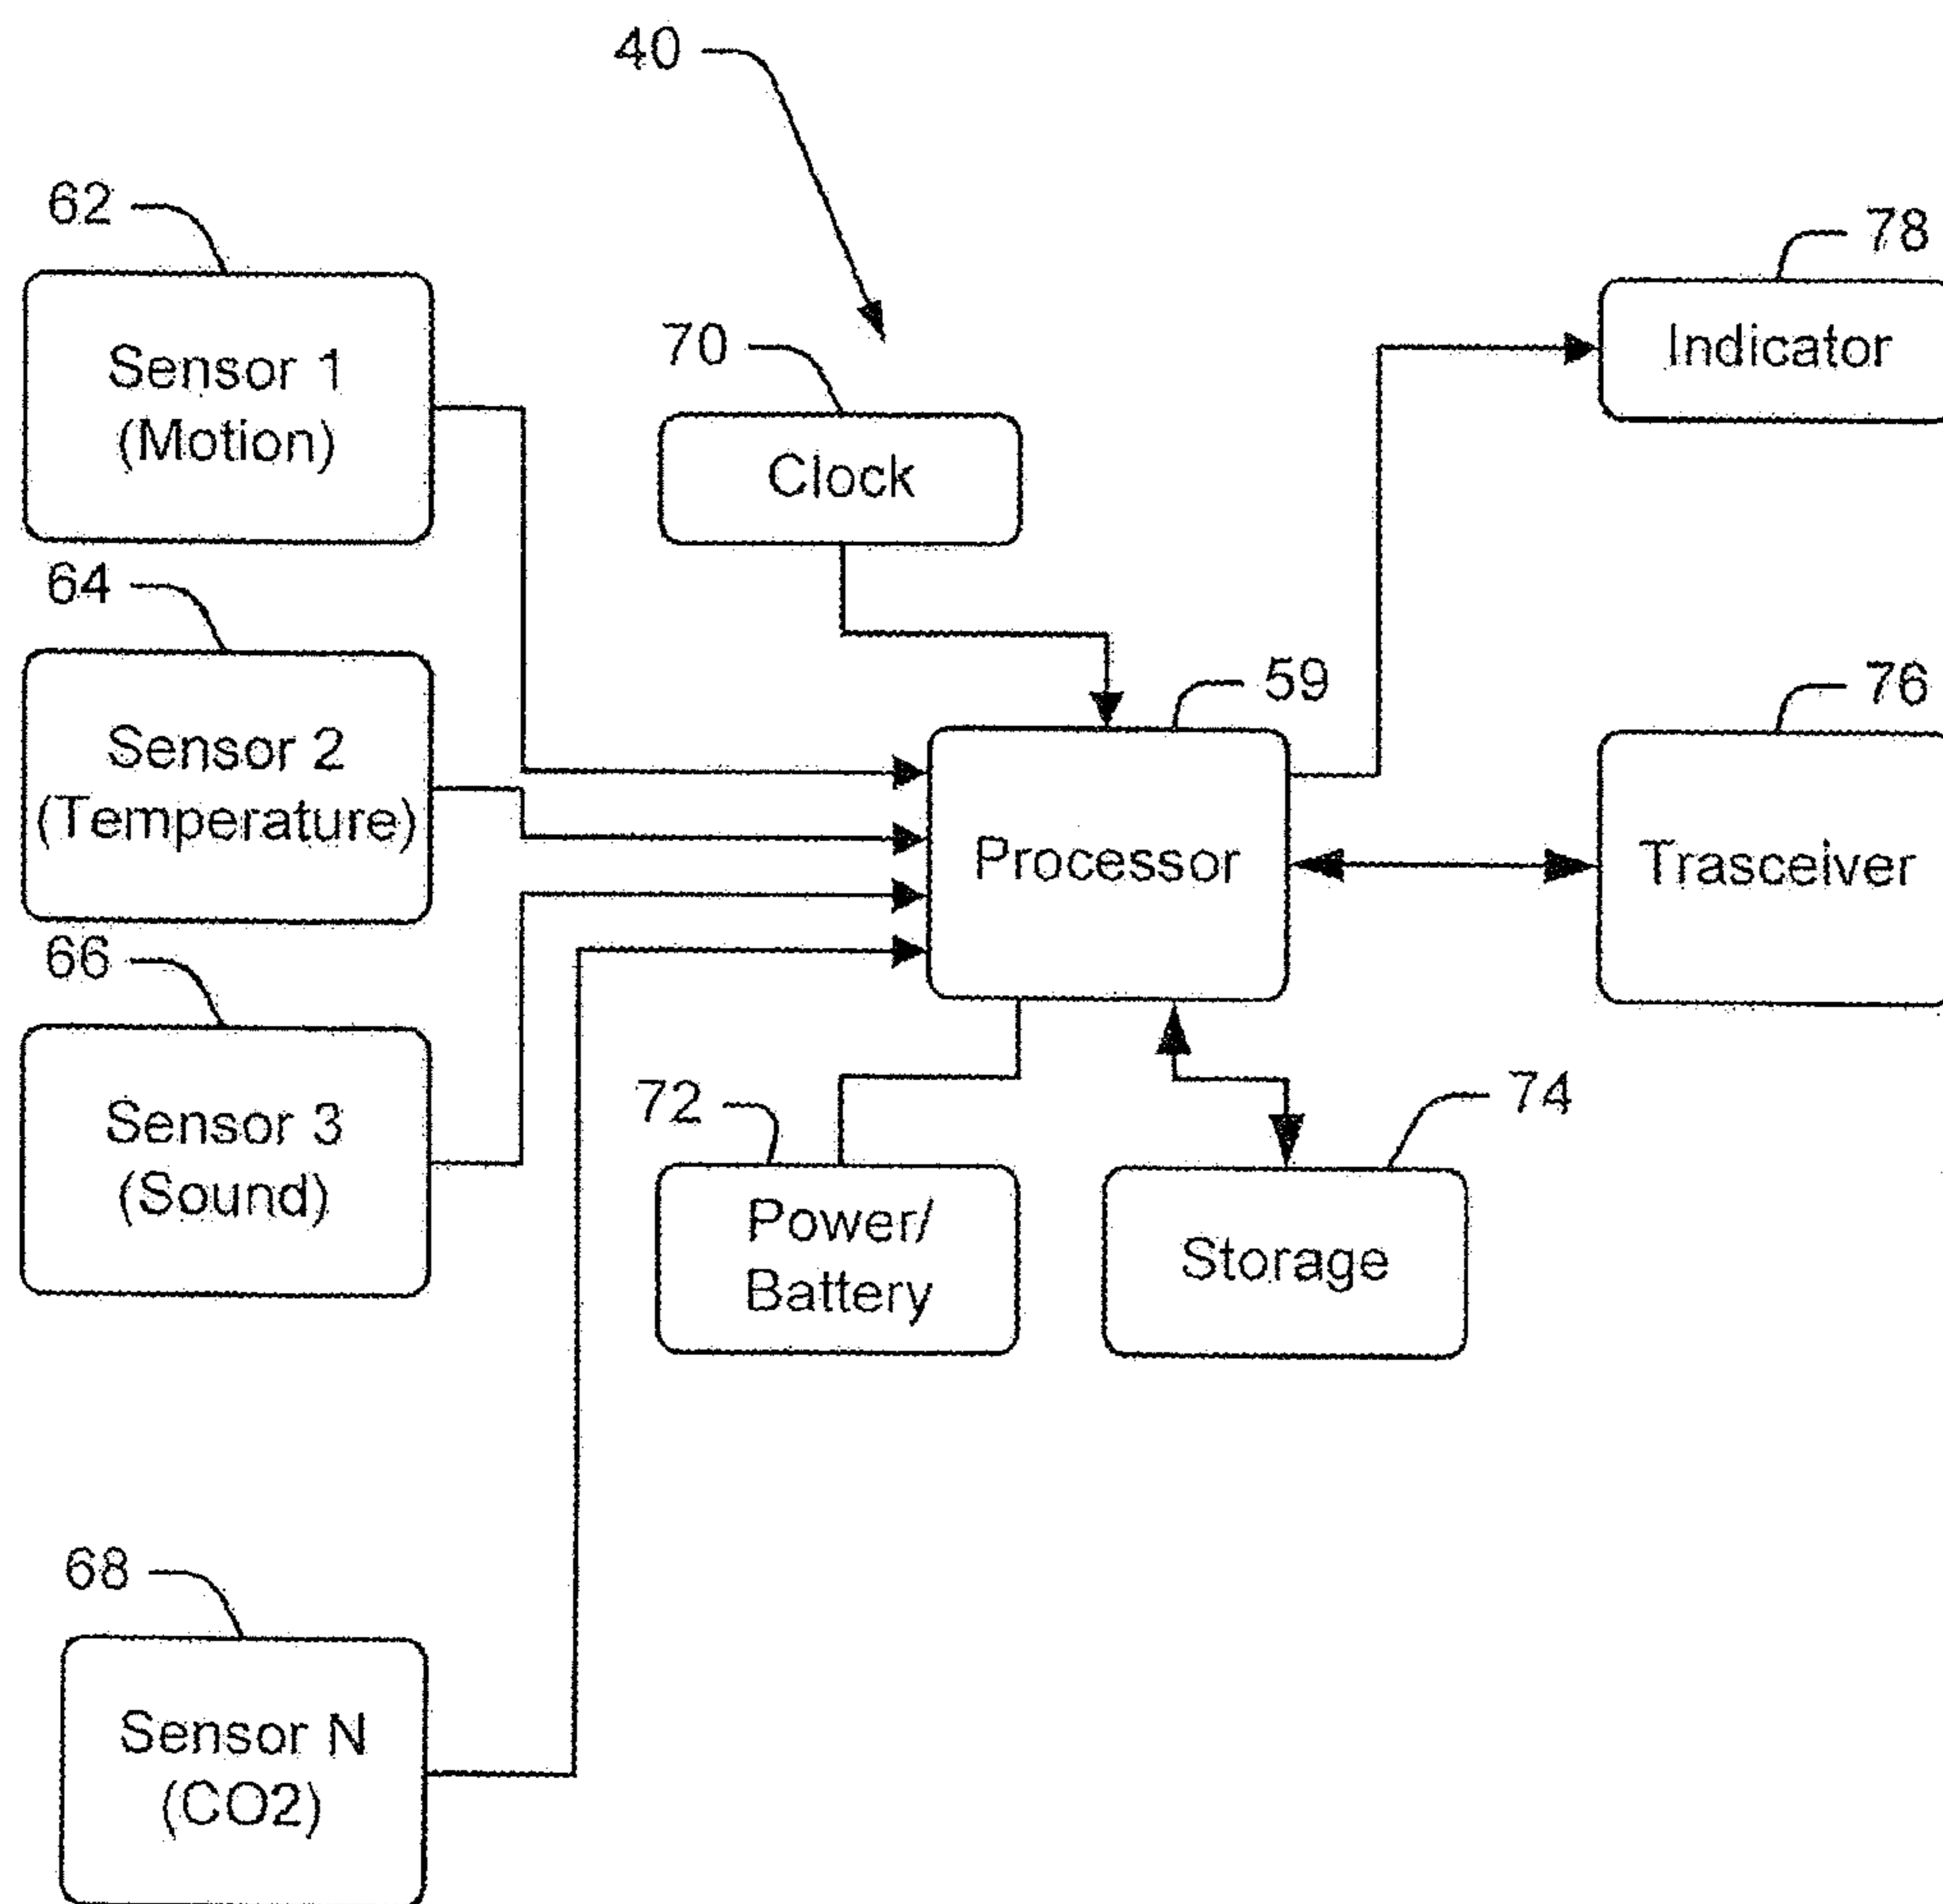 40
62
78
Sensor 1
(Motion)
70
Indicator
Clock
64
59
76
Sensor 2
(Temperature)
Processor
Trasceiver
66
72
74
Sensor 3
(Sound)
Power/
Battery
Storage
68
Sensor N
(CO2)